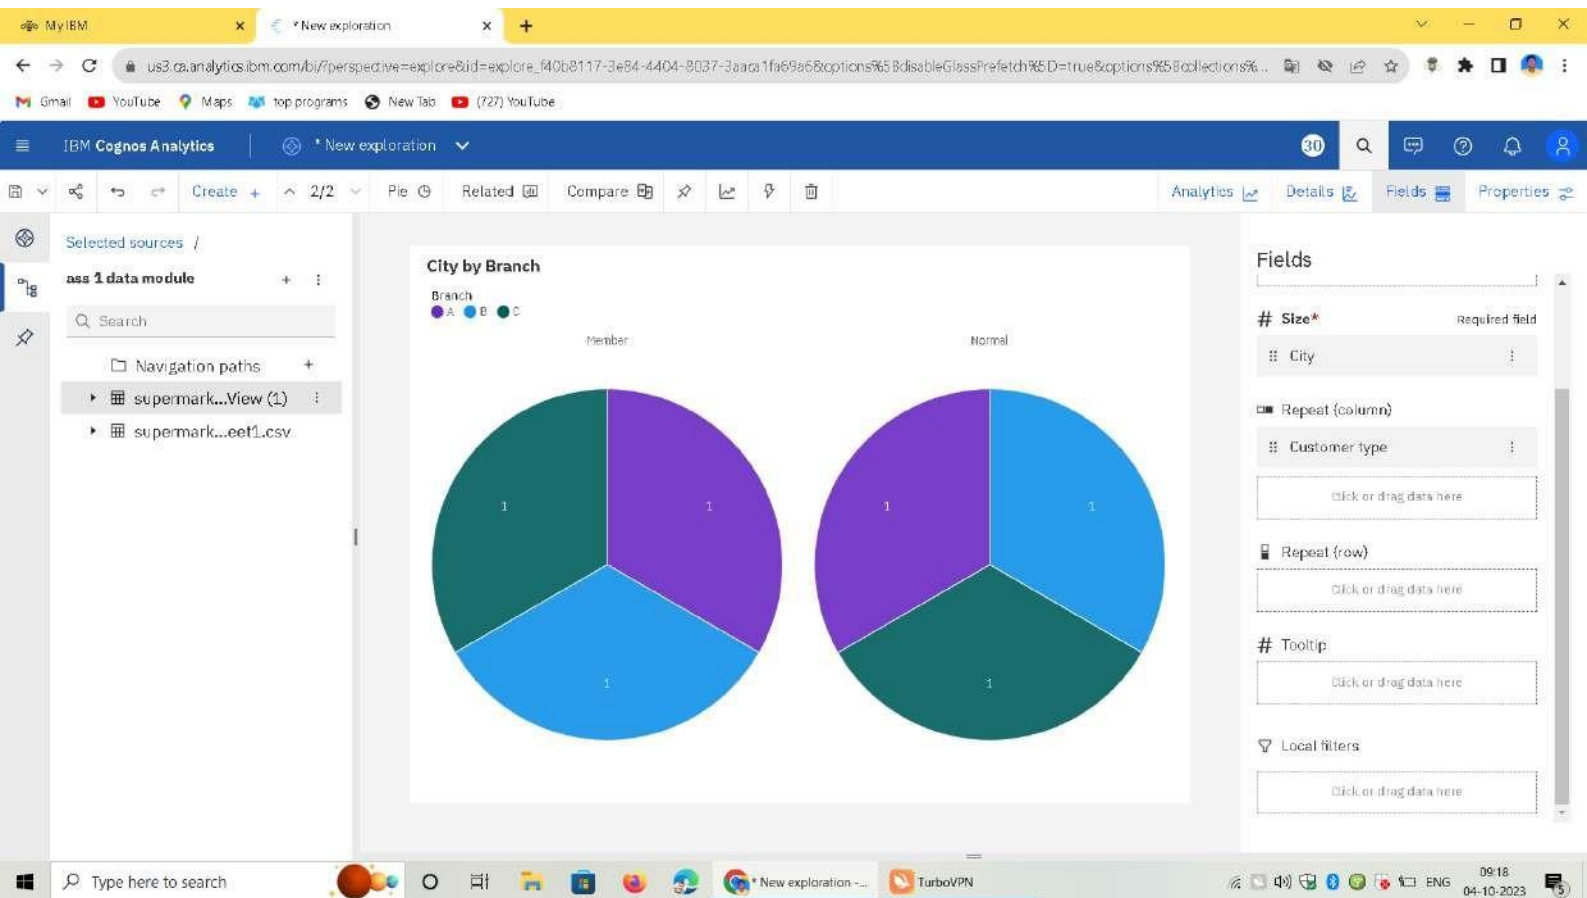 MyIBM
* New exploration
us3.ca.analytics.ibm.com/bi/?perspective=explore&id=explore_f40b8117-3e84-4404-8037-3aaca1fa69a6&options%5BdisableGlassPrefetch%5D=true&options%5Bcollections%...
Gmail YouTube Maps top programs New Tab (727) YouTube
IBM Cognos Analytics * New exploration 30
Create + 2/2 Pie Related Compare Analytics Details Fields Properties
Selected sources /
ass 1 data module
Search
Navigation paths
supermark...View (1)
supermark...eet1.csv
City by Branch
Branch
A B C
Member Normal
1 1 1 1
1 1
Fields
# Size* Required field
City
Repeat (column)
Customer type
Click or drag data here
Repeat (row)
Click or drag data here
# Tooltip
Click or drag data here
Local filters
Click or drag data here
Type here to search
* New exploration -...
TurboVPN
ENG
09:18
04-10-2023
5